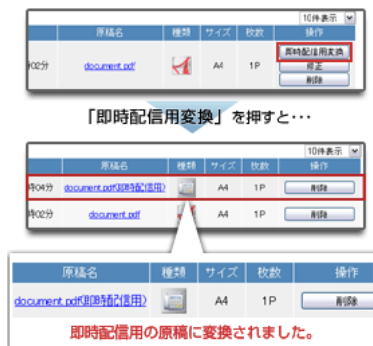 10件表示
原稿名 種類 サイズ 枚数 操作
時02分 document.pdf A4 1P 即時配信用変換
修正
削除
「即時配信用変換」を押すと・・・
10件表示
原稿名 種類 サイズ 枚数 操作
時04分 document.pdf(即時配信用) A4 1P 削除
時02分 document.pdf A4 1P
原稿名 種類 サイズ 枚数 操作
document.pdf(即時配信用) A4 1P 削除
即時配信用の原稿に変換されました。